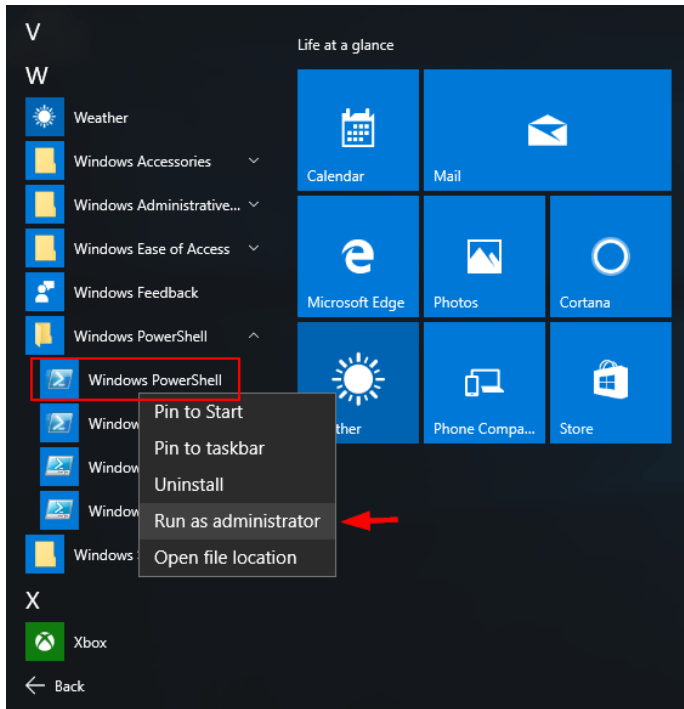 V
W
Weather
Windows Accessories
Windows Administrative...
Windows Ease of Access
Windows Feedback
Windows PowerShell
Windows PowerShell
Window
Window
Window
Windows
X
Xbox
Back
Pin to Start
Pin to taskbar
Uninstall
Run as administrator
Open file location
Life at a glance
Calendar
Mail
Microsoft Edge
Photos
Cortana
ther
Phone Compa...
Store